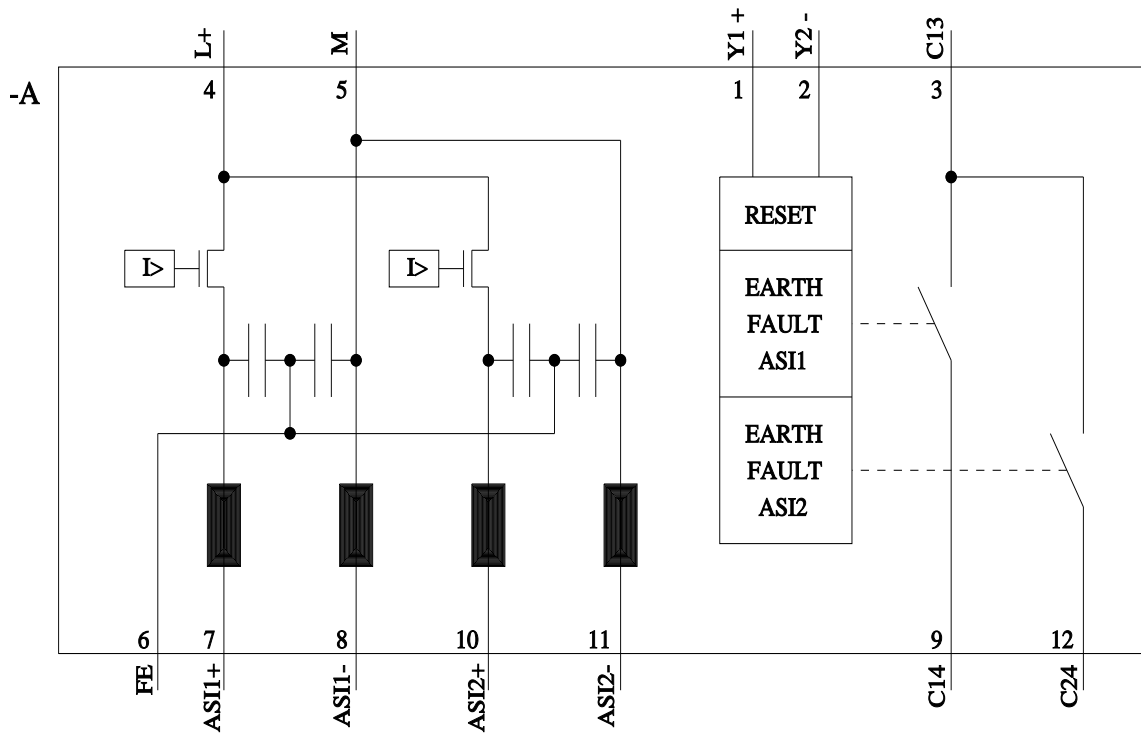 L+
M
Y1 +
Y2 -
C13
-A
4
5
1
2
3
RESET
I>
I>
EARTH
FAULT
ASI1
EARTH
FAULT
ASI2
6
7
8
10
11
9
12
FE
ASI1+
ASI1-
ASI2+
ASI2-
C14
C24